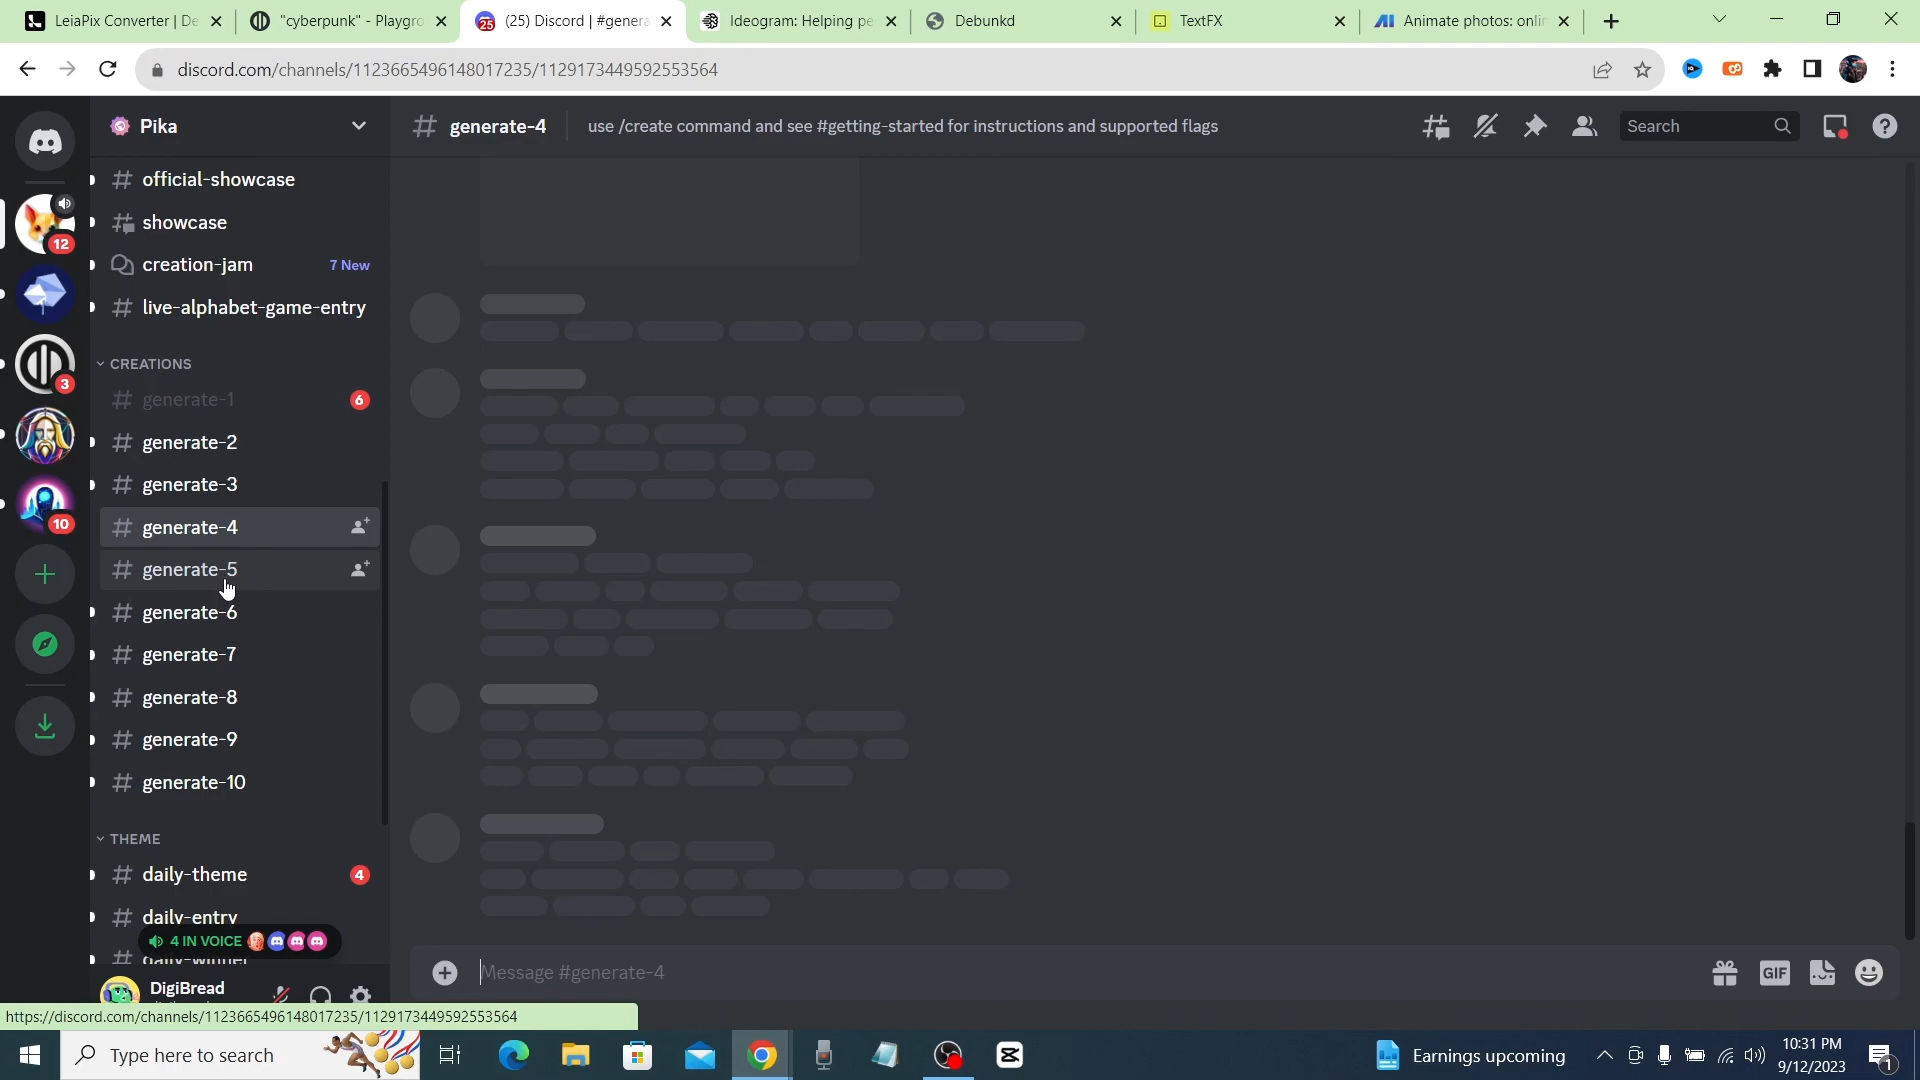 LeiaPix Converter | De
"cyberpunk" - Playgro
(25) Discord | #genera
Ideogram: Helping pe
Debunkd
TextFX
Animate photos: onlin
discord.com/channels/1123665496148017235/1129173449592553564
Pika
generate-4
use /create command and see #getting-started for instructions and supported flags
Search
official-showcase
showcase
creation-jam 7 New
live-alphabet-game-entry
CREATIONS
generate-1 6
generate-2
generate-3
generate-4
generate-5
generate-6
generate-7
generate-8
generate-9
generate-10
THEME
daily-theme 4
daily-entry
4 IN VOICE
daily-winner
12
3
10
DigiBread
Message #generate-4
GIF
https://discord.com/channels/1123665496148017235/1129173449592553564
Type here to search
Earnings upcoming
10:31 PM
9/12/2023
1